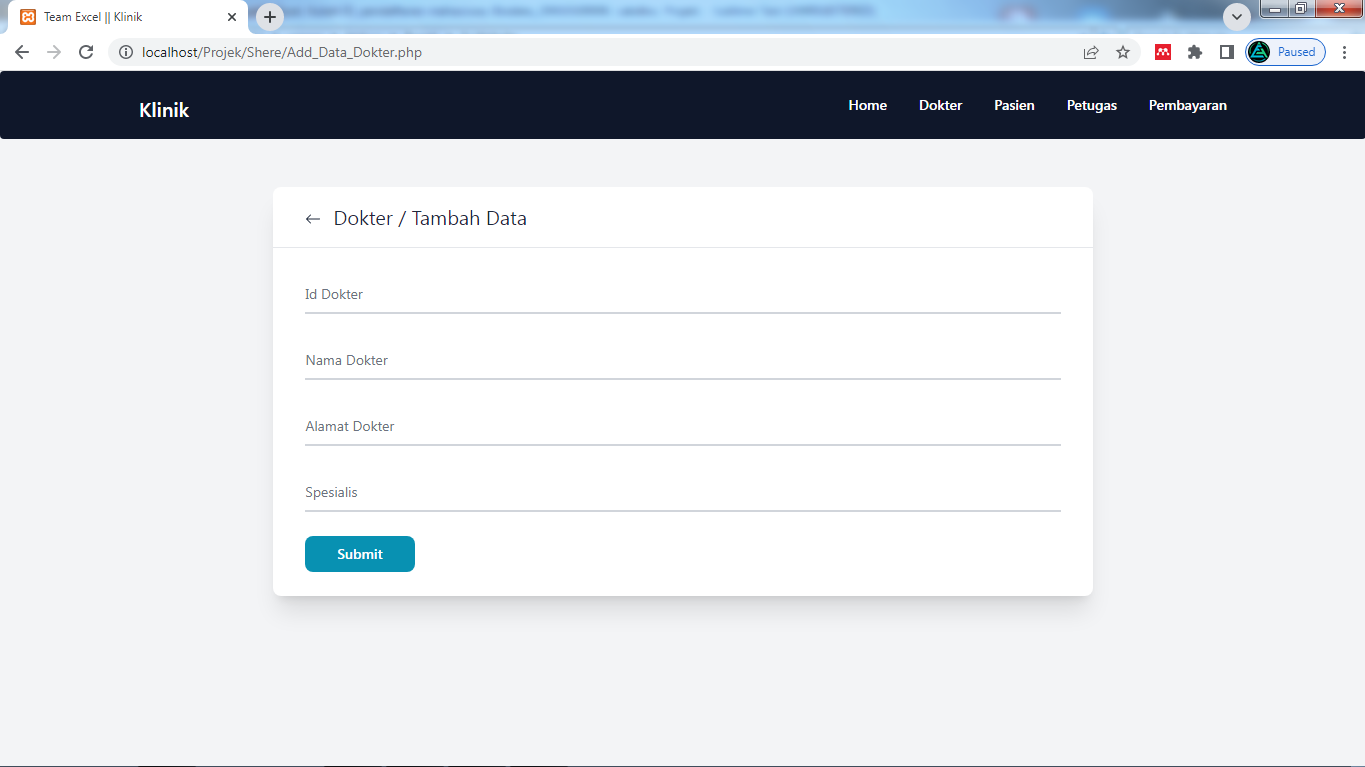 Team Excel || Klinik
localhost/Projek/Shere/Add_Data_Dokter.php
Paused
Klinik
Home
Dokter
Pasien
Petugas
Pembayaran
Dokter / Tambah Data
Id Dokter
Nama Dokter
Alamat Dokter
Spesialis
Submit